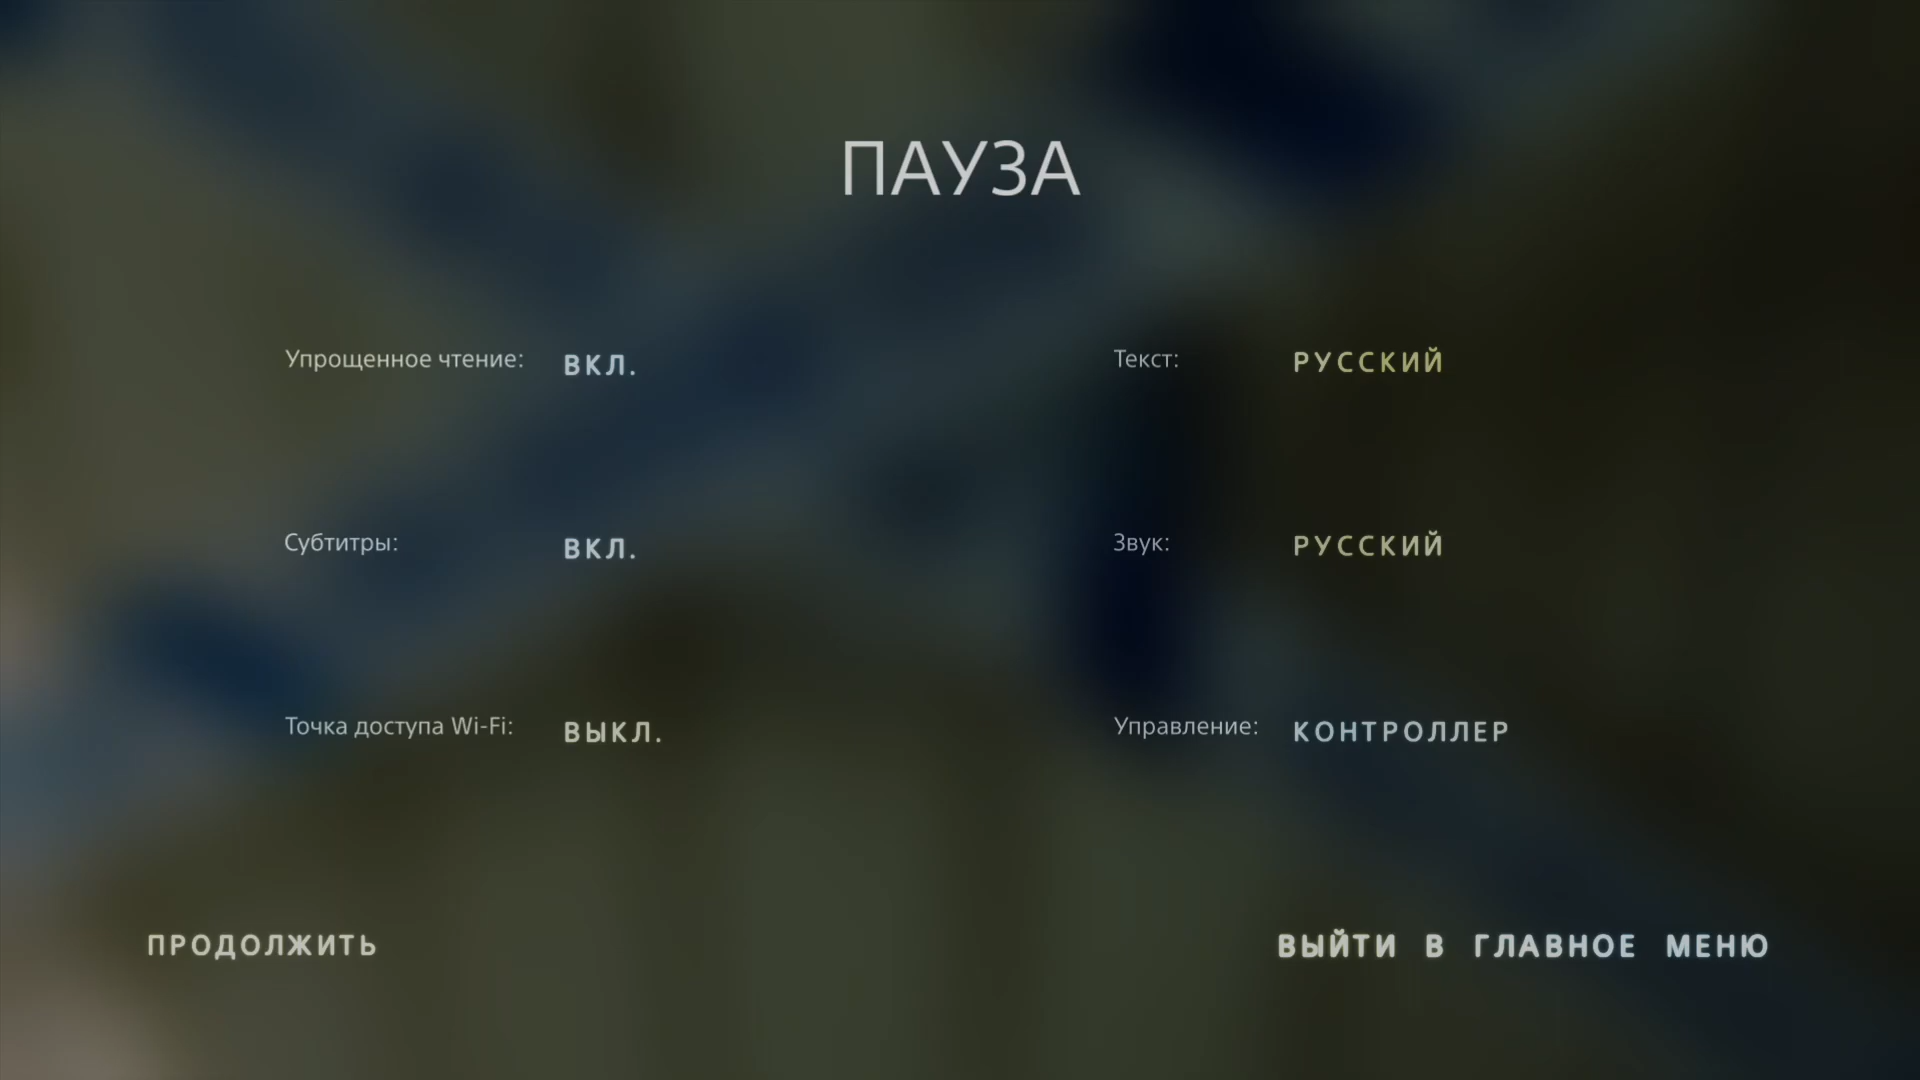 ПАУЗА
Упрощенное чтение: ВКЛ.
Текст: РУССКИЙ
Субтитры: ВКЛ.
Звук: РУССКИЙ
Точка доступа Wi-Fi: ВЫКЛ.
Управление: КОНТРОЛЛЕР
ПРОДОЛЖИТЬ
ВЫЙТИ В ГЛАВНОЕ МЕНЮ